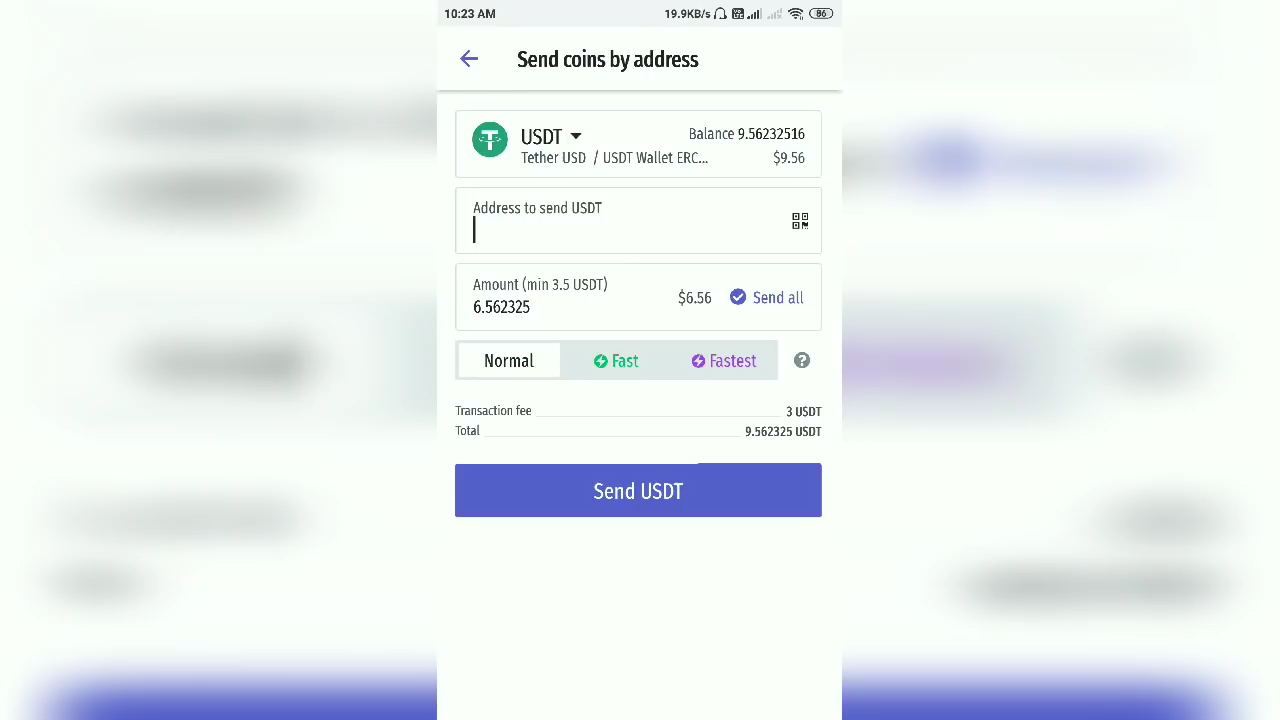 10:23 AM 19.9KB/s 86
Send coins by address
USDT Balance 9.56232516
Tether USD / USDT Wallet ERC... $9.56
Address to send USDT
Amount (min 3.5 USDT)
6.562325 $6.56 Send all
Normal Fast Fastest ?
Transaction fee 3 USDT
Total 9.562325 USDT
Send USDT